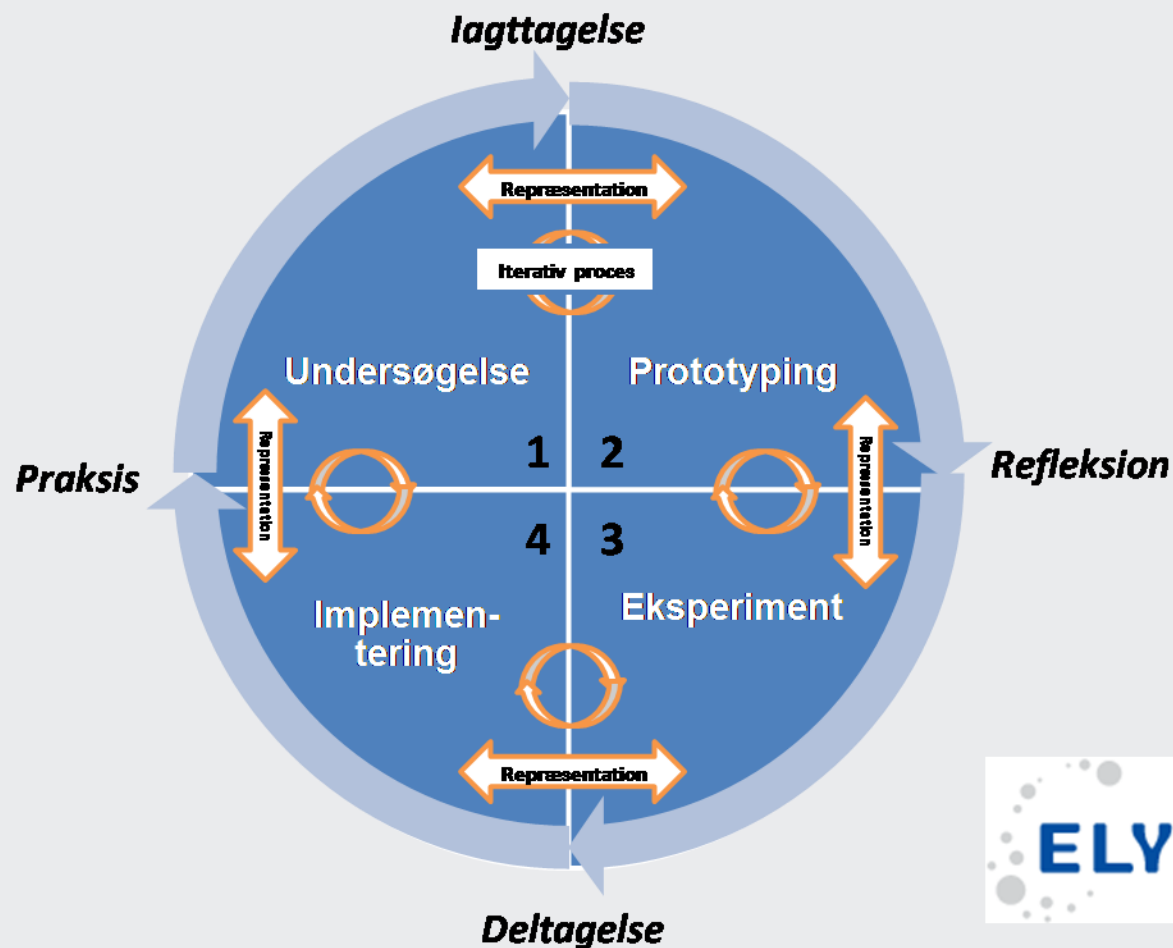 Iagttagelse
Repræsentation
Iterativ proces
Undersøgelse
Prototyping
Repræsentation
Repræsentation
1
2
Praksis
Refleksion
4
3
Implemen-
tering
Eksperiment
Repræsentation
Deltagelse
ELY